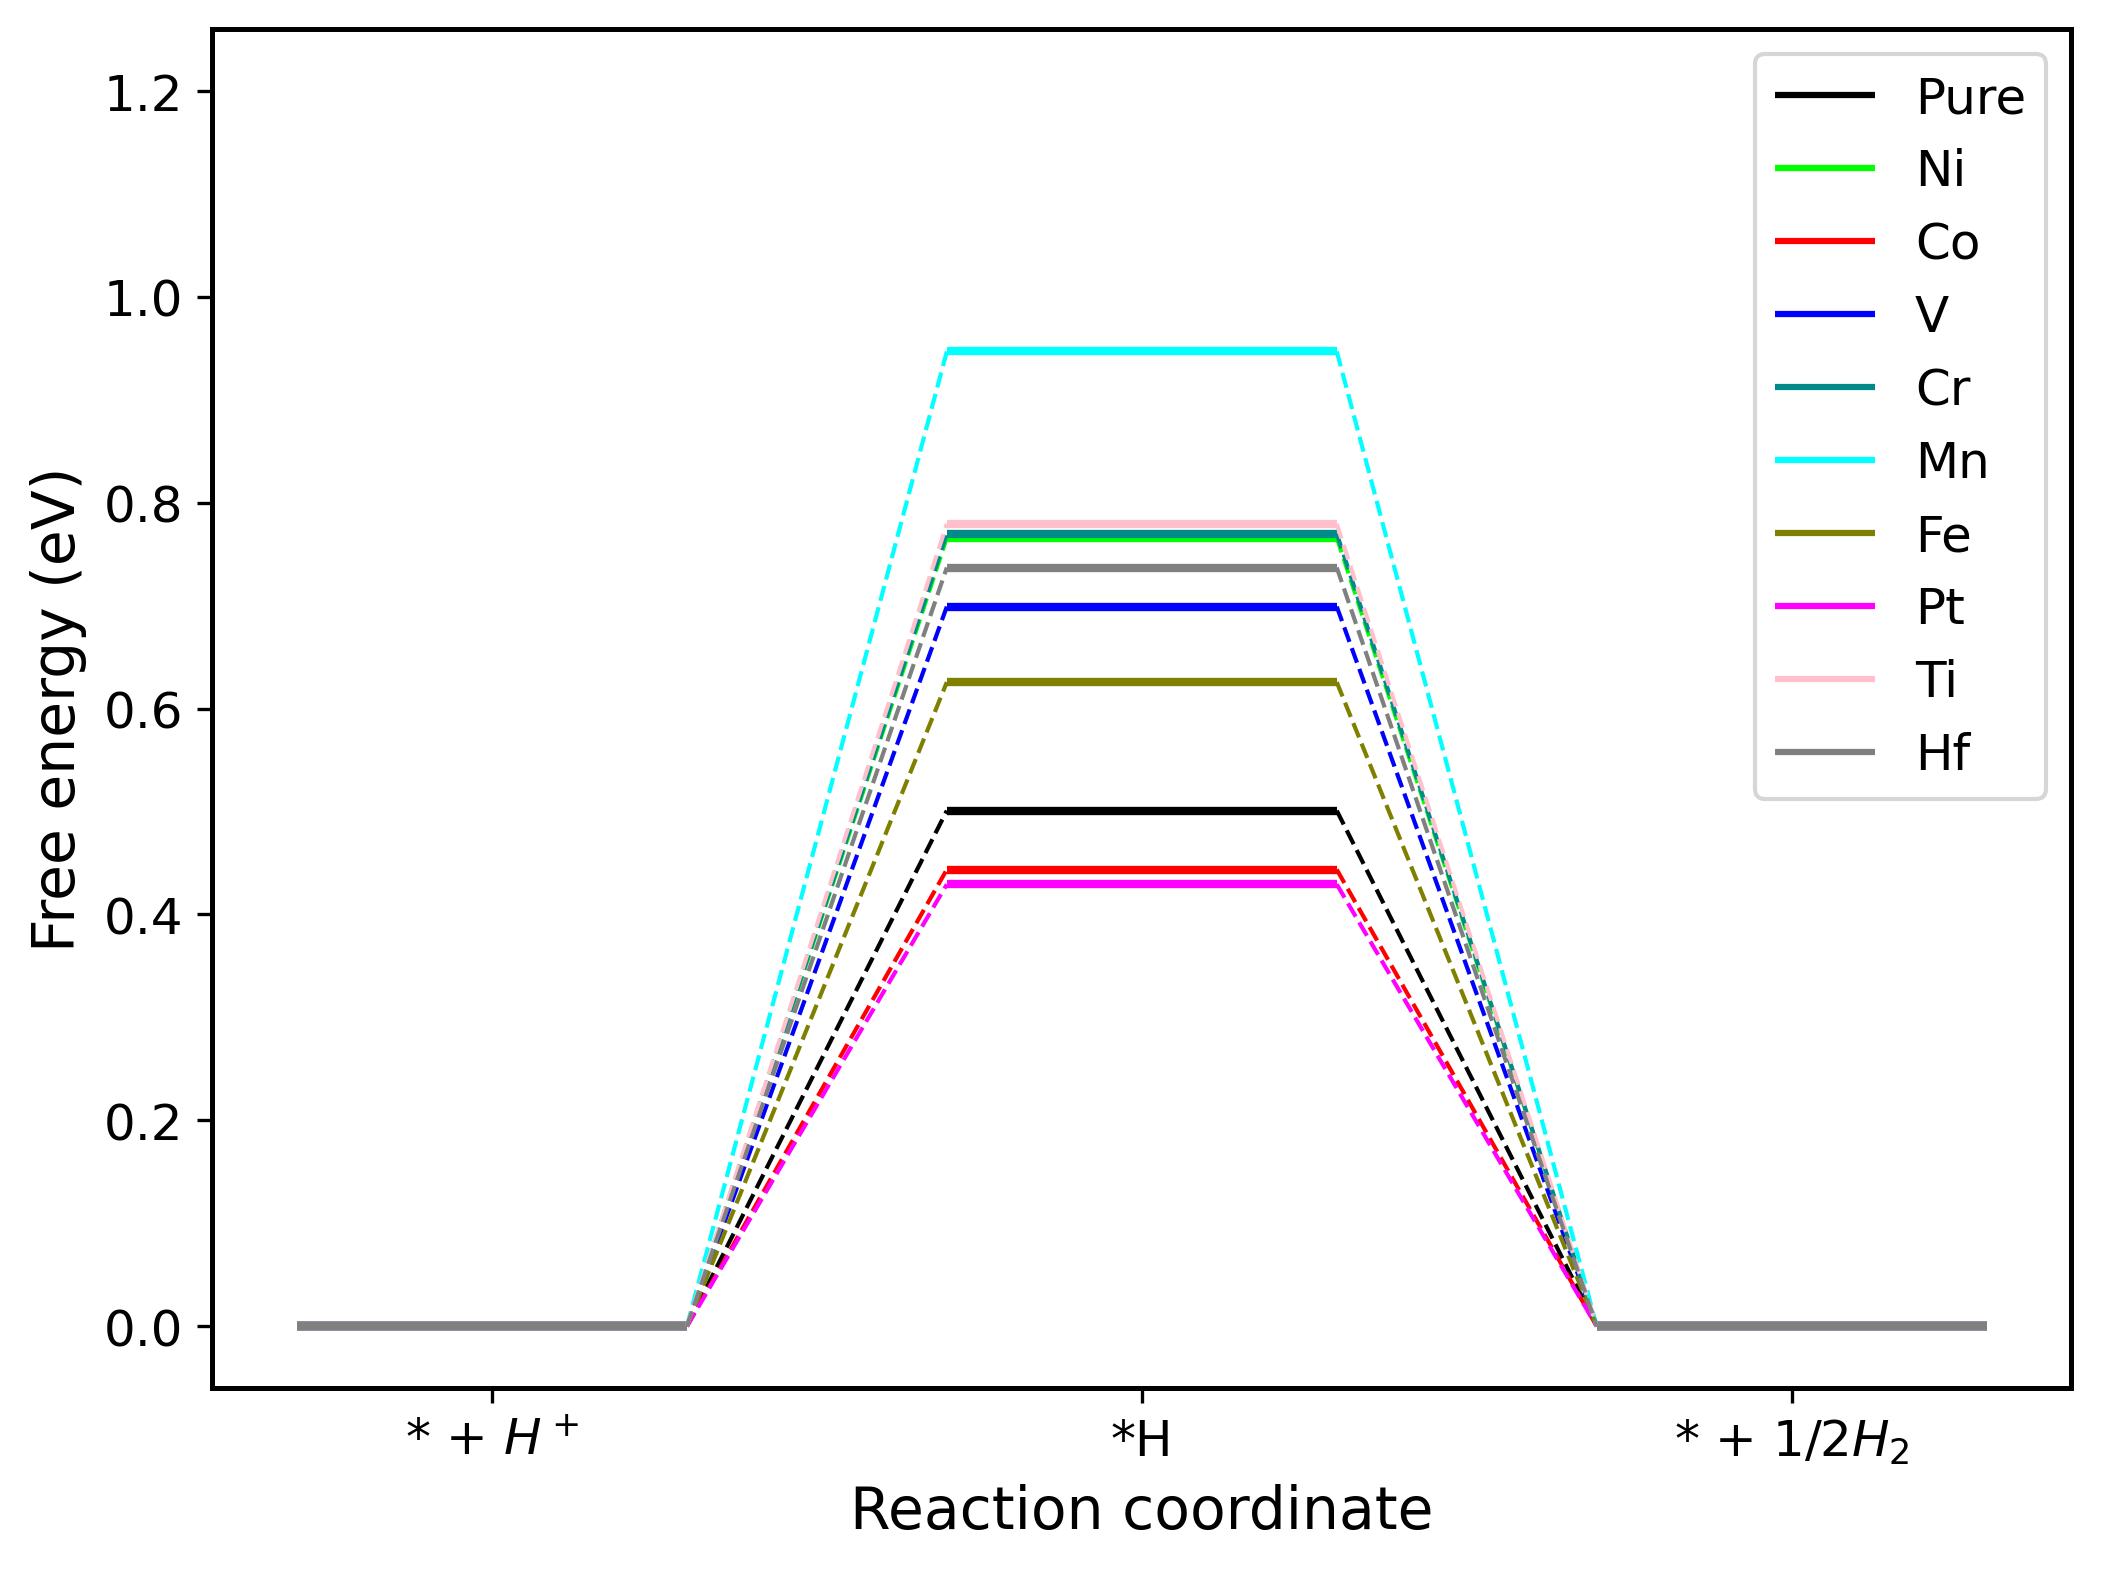 1.2
1.0
0.8
0.6
0.4
0.2
0.0
Free energy (eV)
Pure
Ni
Co
V
Cr
Mn
Fe
Pt
Ti
Hf
* + H⁺
*H
* + 1/2H₂
Reaction coordinate